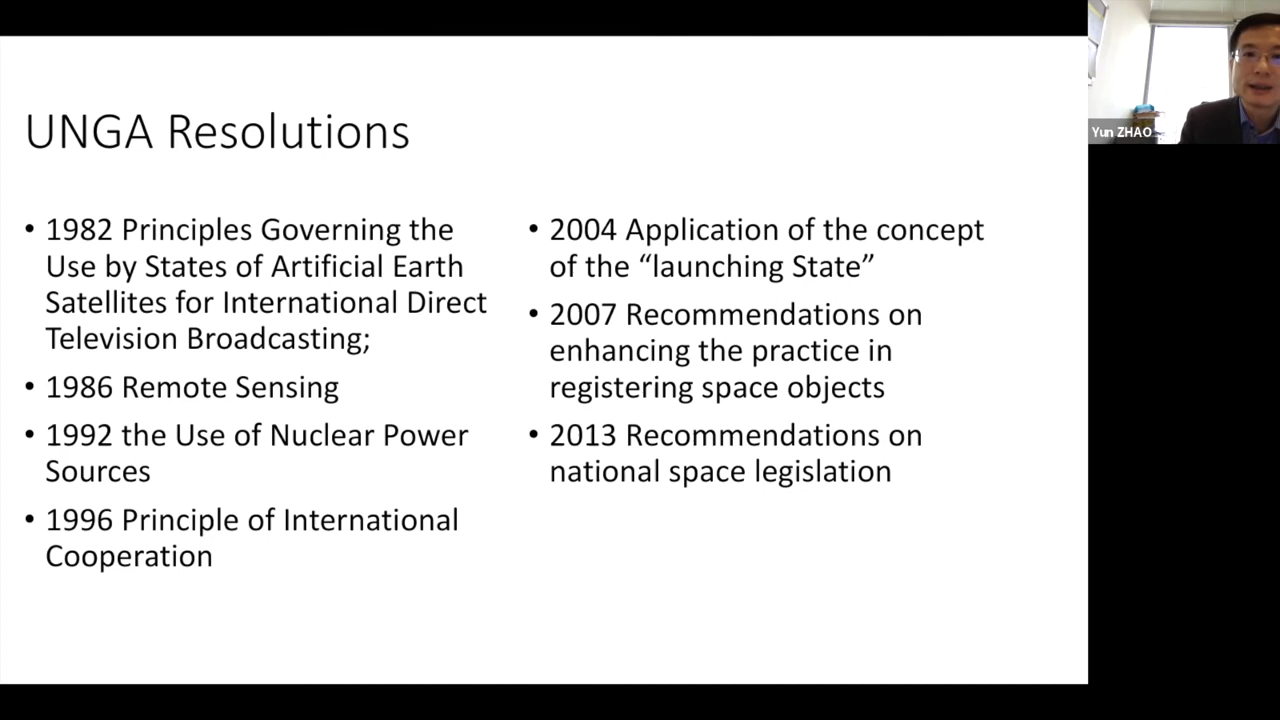 UNGA Resolutions
• 1982 Principles Governing the
Use by States of Artificial Earth
Satellites for International Direct
Television Broadcasting;
• 1986 Remote Sensing
• 1992 the Use of Nuclear Power
Sources
• 1996 Principle of International
Cooperation
• 2004 Application of the concept
of the “launching State”
• 2007 Recommendations on
enhancing the practice in
registering space objects
• 2013 Recommendations on
national space legislation
Yun ZHAO